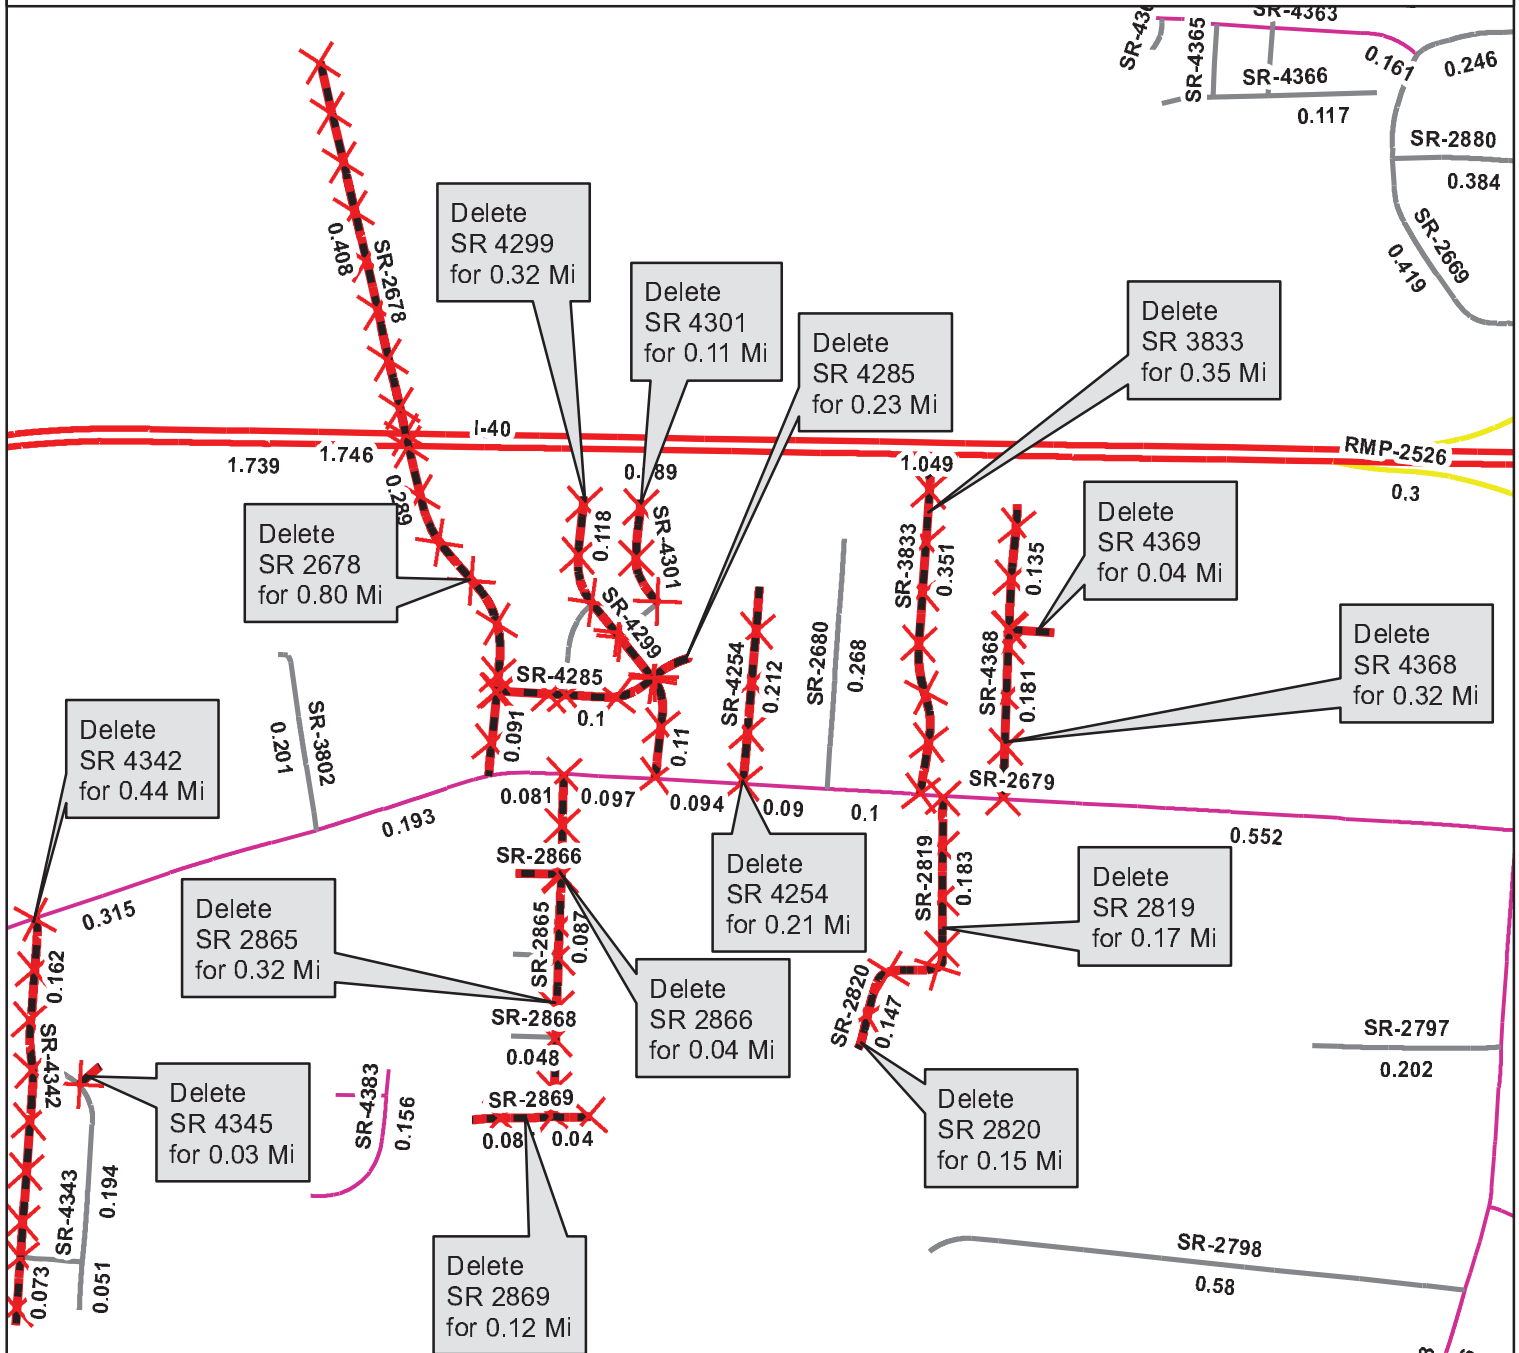 SR-4363
SR-4365
SR-4366
0.161
0.246
0.117
SR-2880
0.384
SR-2669
0.419
0.408
SR-2678
Delete
SR 4299
for 0.32 Mi
Delete
SR 4301
for 0.11 Mi
Delete
SR 4285
for 0.23 Mi
Delete
SR 3833
for 0.35 Mi
I-40
1.739
1.746
1.049
RMP-2526
0.3
0.289
Delete
SR 2678
for 0.80 Mi
0.118
SR-4301
SR-4299
SR-3833
0.351
0.135
Delete
SR 4369
for 0.04 Mi
SR-4285
0.1
0.091
0.11
SR-4254
0.212
SR-2680
0.268
SR-4368
0.181
Delete
SR 4368
for 0.32 Mi
SR-3802
0.201
Delete
SR 4342
for 0.44 Mi
0.193
0.081
0.097
0.094
0.09
0.1
SR-2679
0.552
0.315
SR-2866
SR-2865
0.087
Delete
SR 2865
for 0.32 Mi
Delete
SR 4254
for 0.21 Mi
SR-2819
0.183
Delete
SR 2819
for 0.17 Mi
0.162
SR-4342
SR-2868
0.048
Delete
SR 2866
for 0.04 Mi
SR-2820
0.147
SR-2797
0.202
Delete
SR 4345
for 0.03 Mi
SR-4383
0.156
SR-2869
0.08
0.04
Delete
SR 2820
for 0.15 Mi
SR-4343
0.194
0.073
0.051
Delete
SR 2869
for 0.12 Mi
SR-2798
0.58